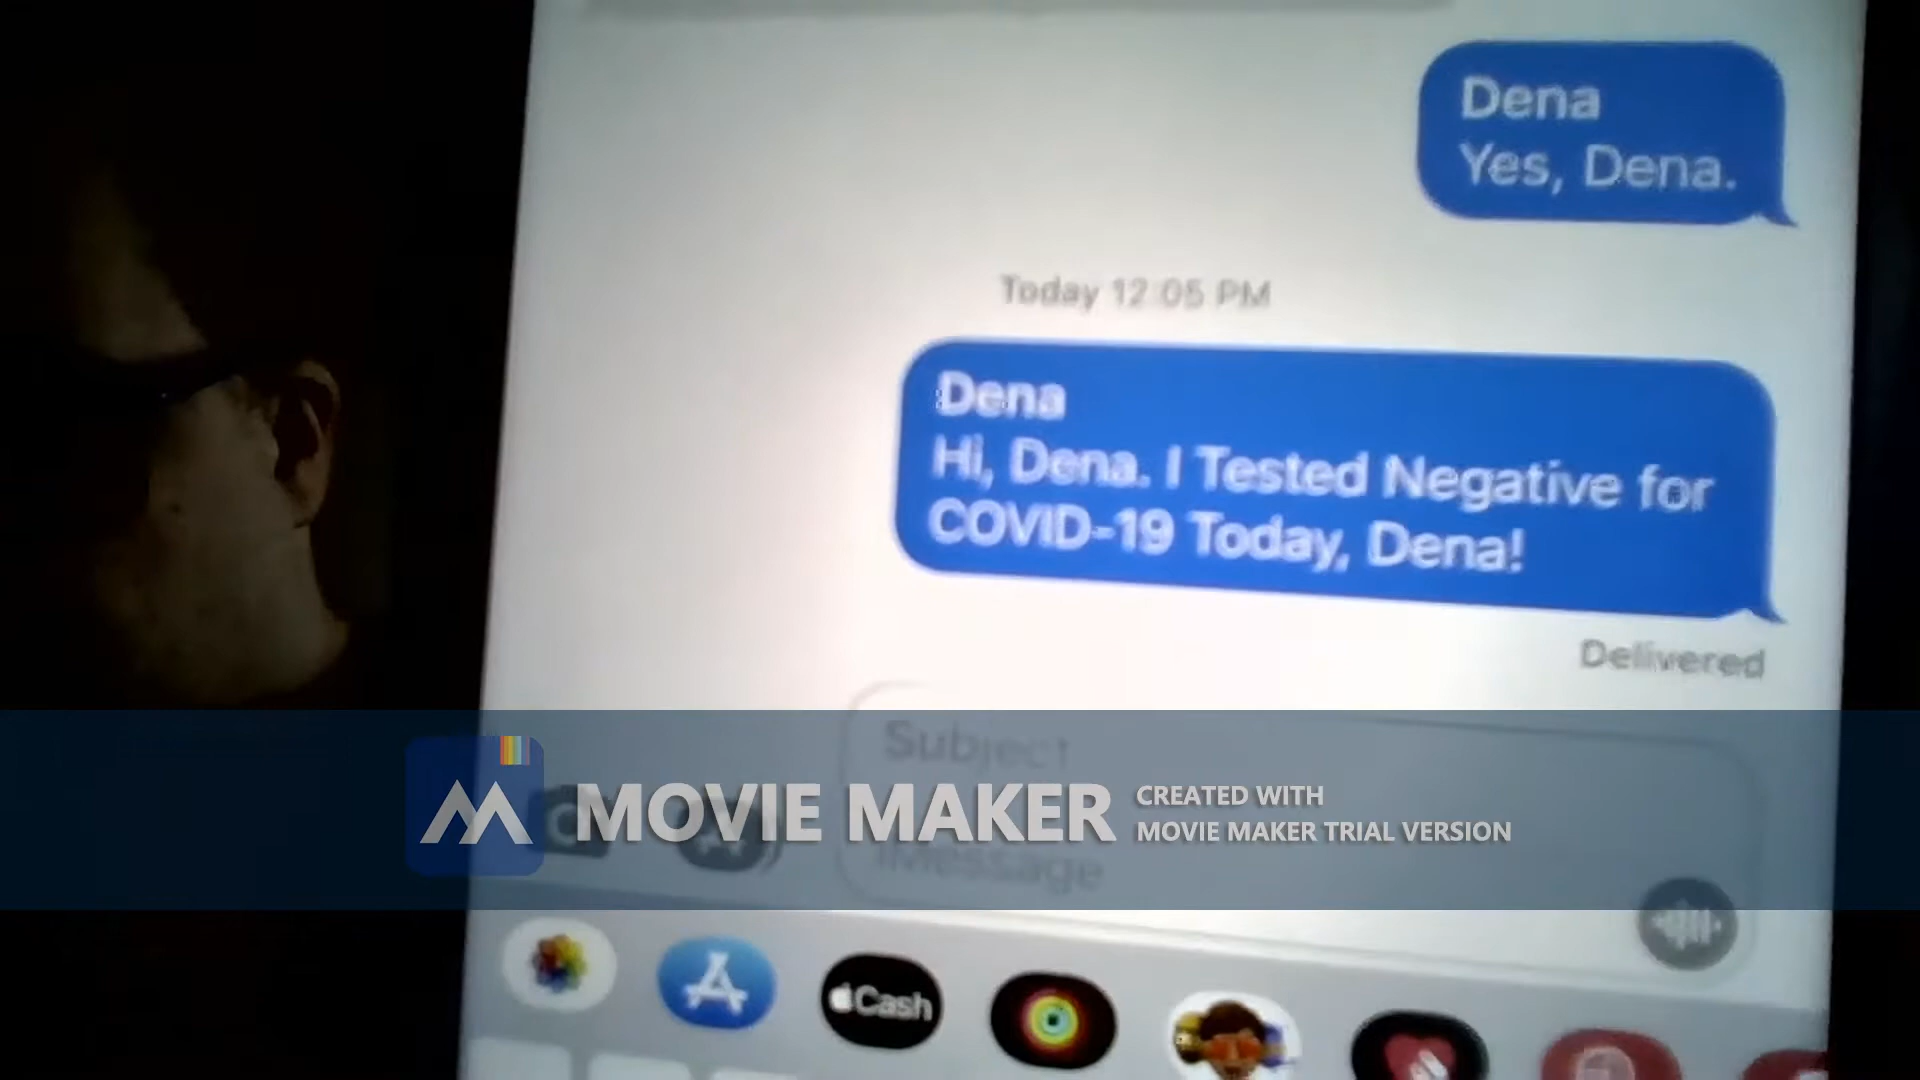 Dena
Yes, Dena.
Today 12:05 PM
Dena
Hi, Dena. I Tested Negative for
COVID-19 Today, Dena!
Delivered
Subject
MOVIE MAKER
CREATED WITH
MOVIE MAKER TRIAL VERSION
iMessage
Cash